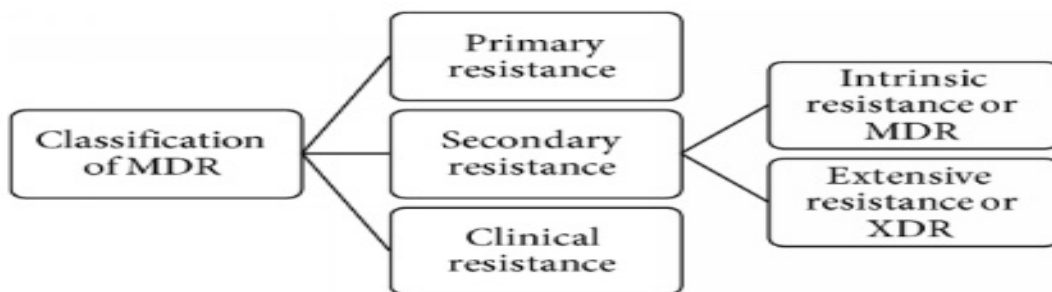 Classification
of MDR
Primary
resistance
Secondary
resistance
Clinical
resistance
Intrinsic
resistance or
MDR
Extensive
resistance or
XDR